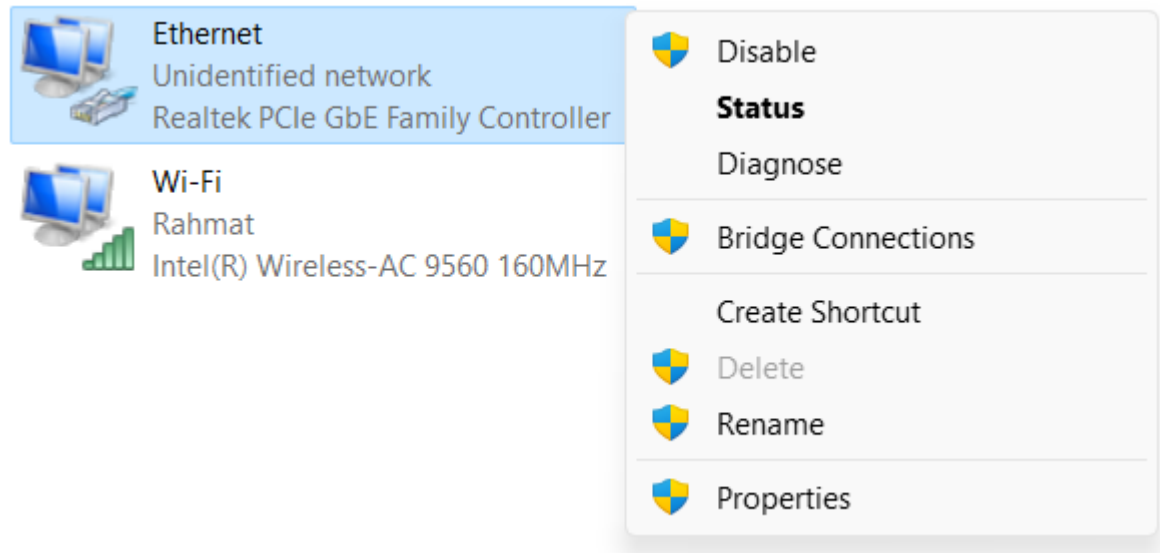 Ethernet
Unidentified network
Realtek PCIe GbE Family Controller
Wi-Fi
Rahmat
Intel(R) Wireless-AC 9560 160MHz
Disable
Status
Diagnose
Bridge Connections
Create Shortcut
Delete
Rename
Properties